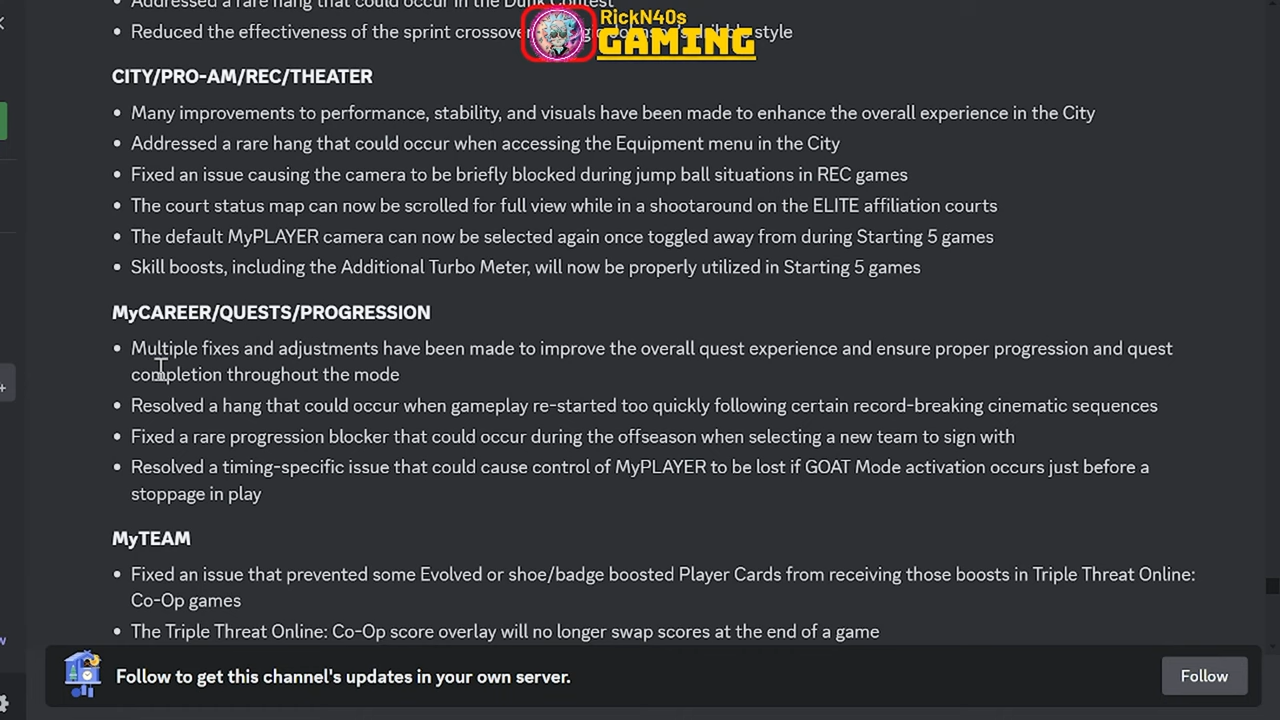 Addressed a rare hang that could occur in the Dunk Contest
RickN40s
GAMING
Reduced the effectiveness of the sprint crossover style
CITY/PRO-AM/REC/THEATER
• Many improvements to performance, stability, and visuals have been made to enhance the overall experience in the City
• Addressed a rare hang that could occur when accessing the Equipment menu in the City
• Fixed an issue causing the camera to be briefly blocked during jump ball situations in REC games
• The court status map can now be scrolled for full view while in a shootaround on the ELITE affiliation courts
• The default MyPLAYER camera can now be selected again once toggled away from during Starting 5 games
• Skill boosts, including the Additional Turbo Meter, will now be properly utilized in Starting 5 games
MyCAREER/QUESTS/PROGRESSION
• Multiple fixes and adjustments have been made to improve the overall quest experience and ensure proper progression and quest
completion throughout the mode
• Resolved a hang that could occur when gameplay re-started too quickly following certain record-breaking cinematic sequences
• Fixed a rare progression blocker that could occur during the offseason when selecting a new team to sign with
• Resolved a timing-specific issue that could cause control of MyPLAYER to be lost if GOAT Mode activation occurs just before a
stoppage in play
MyTEAM
• Fixed an issue that prevented some Evolved or shoe/badge boosted Player Cards from receiving those boosts in Triple Threat Online:
Co-Op games
• The Triple Threat Online: Co-Op score overlay will no longer swap scores at the end of a game
Follow to get this channel's updates in your own server.
Follow